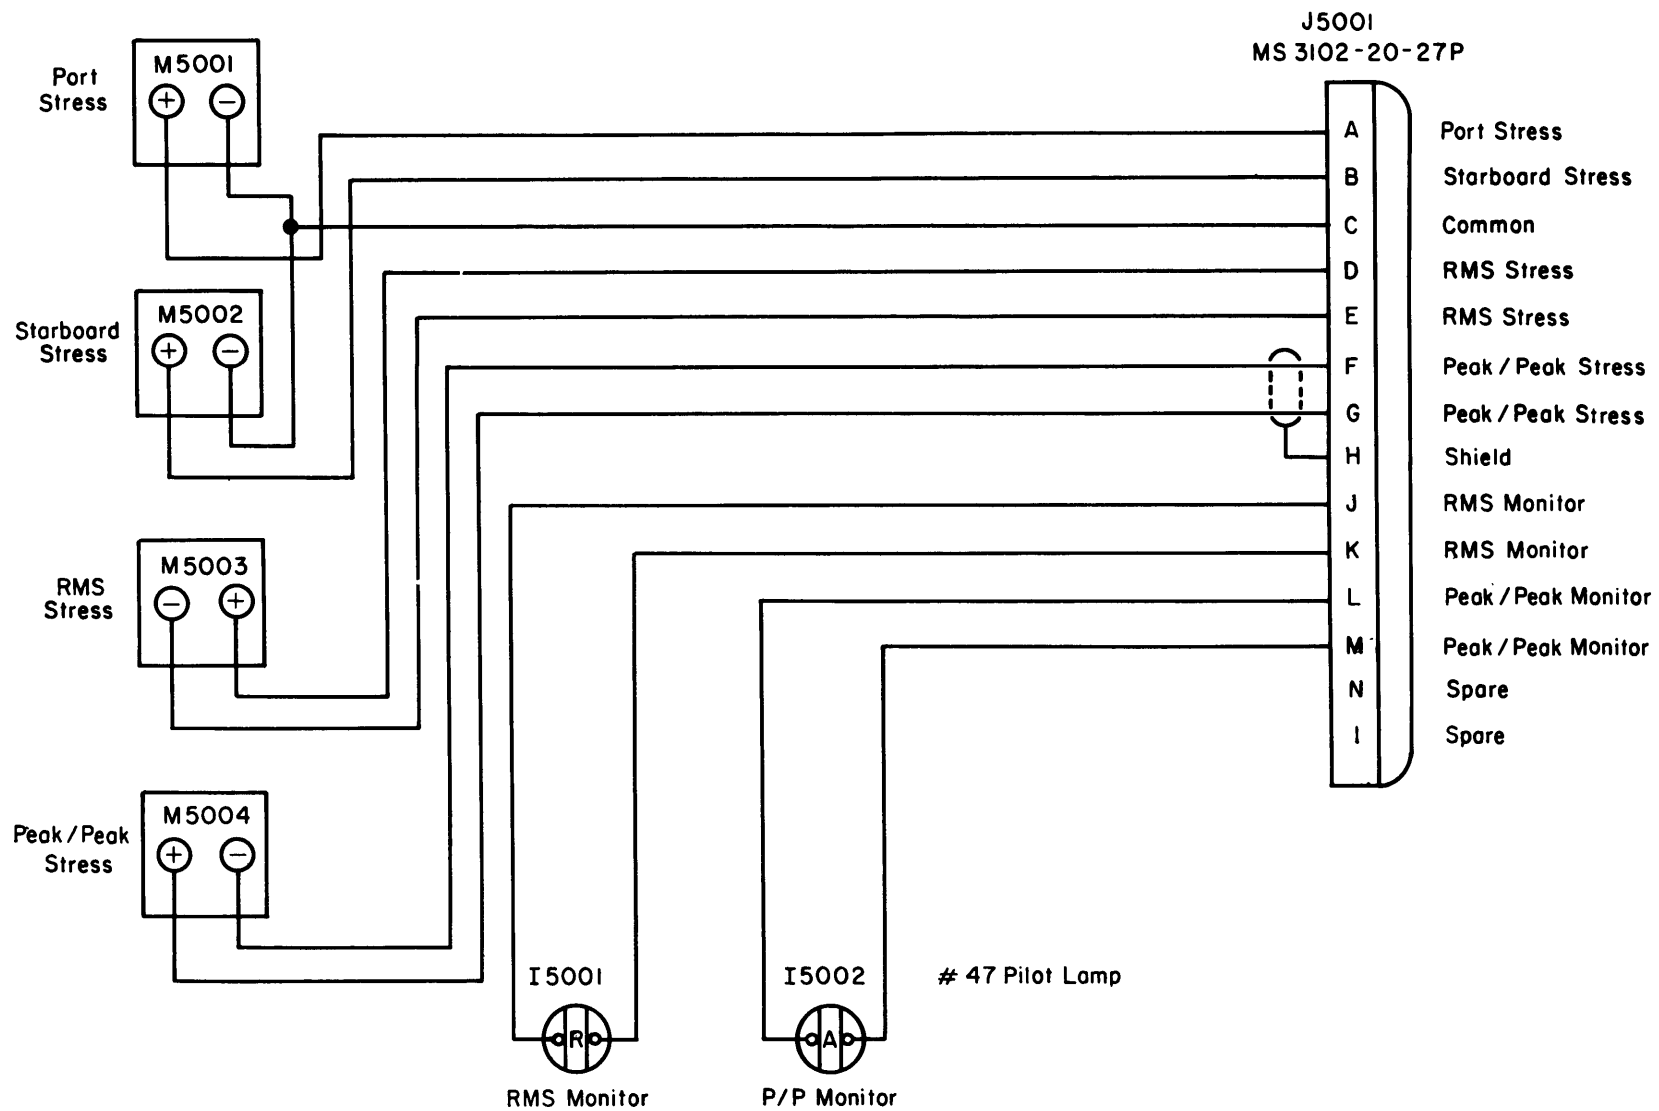 J5001
MS 3102-20-27P
Port
Stress
M5001
+ −
Starboard
Stress
M5002
+ −
RMS
Stress
M5003
− +
Peak/Peak
Stress
M5004
+ −
A Port Stress
B Starboard Stress
C Common
D RMS Stress
E RMS Stress
F Peak/Peak Stress
G Peak/Peak Stress
H Shield
J RMS Monitor
K RMS Monitor
L Peak/Peak Monitor
M Peak/Peak Monitor
N Spare
I Spare
I5001
R
RMS Monitor
I5002
A
P/P Monitor
# 47 Pilot Lamp